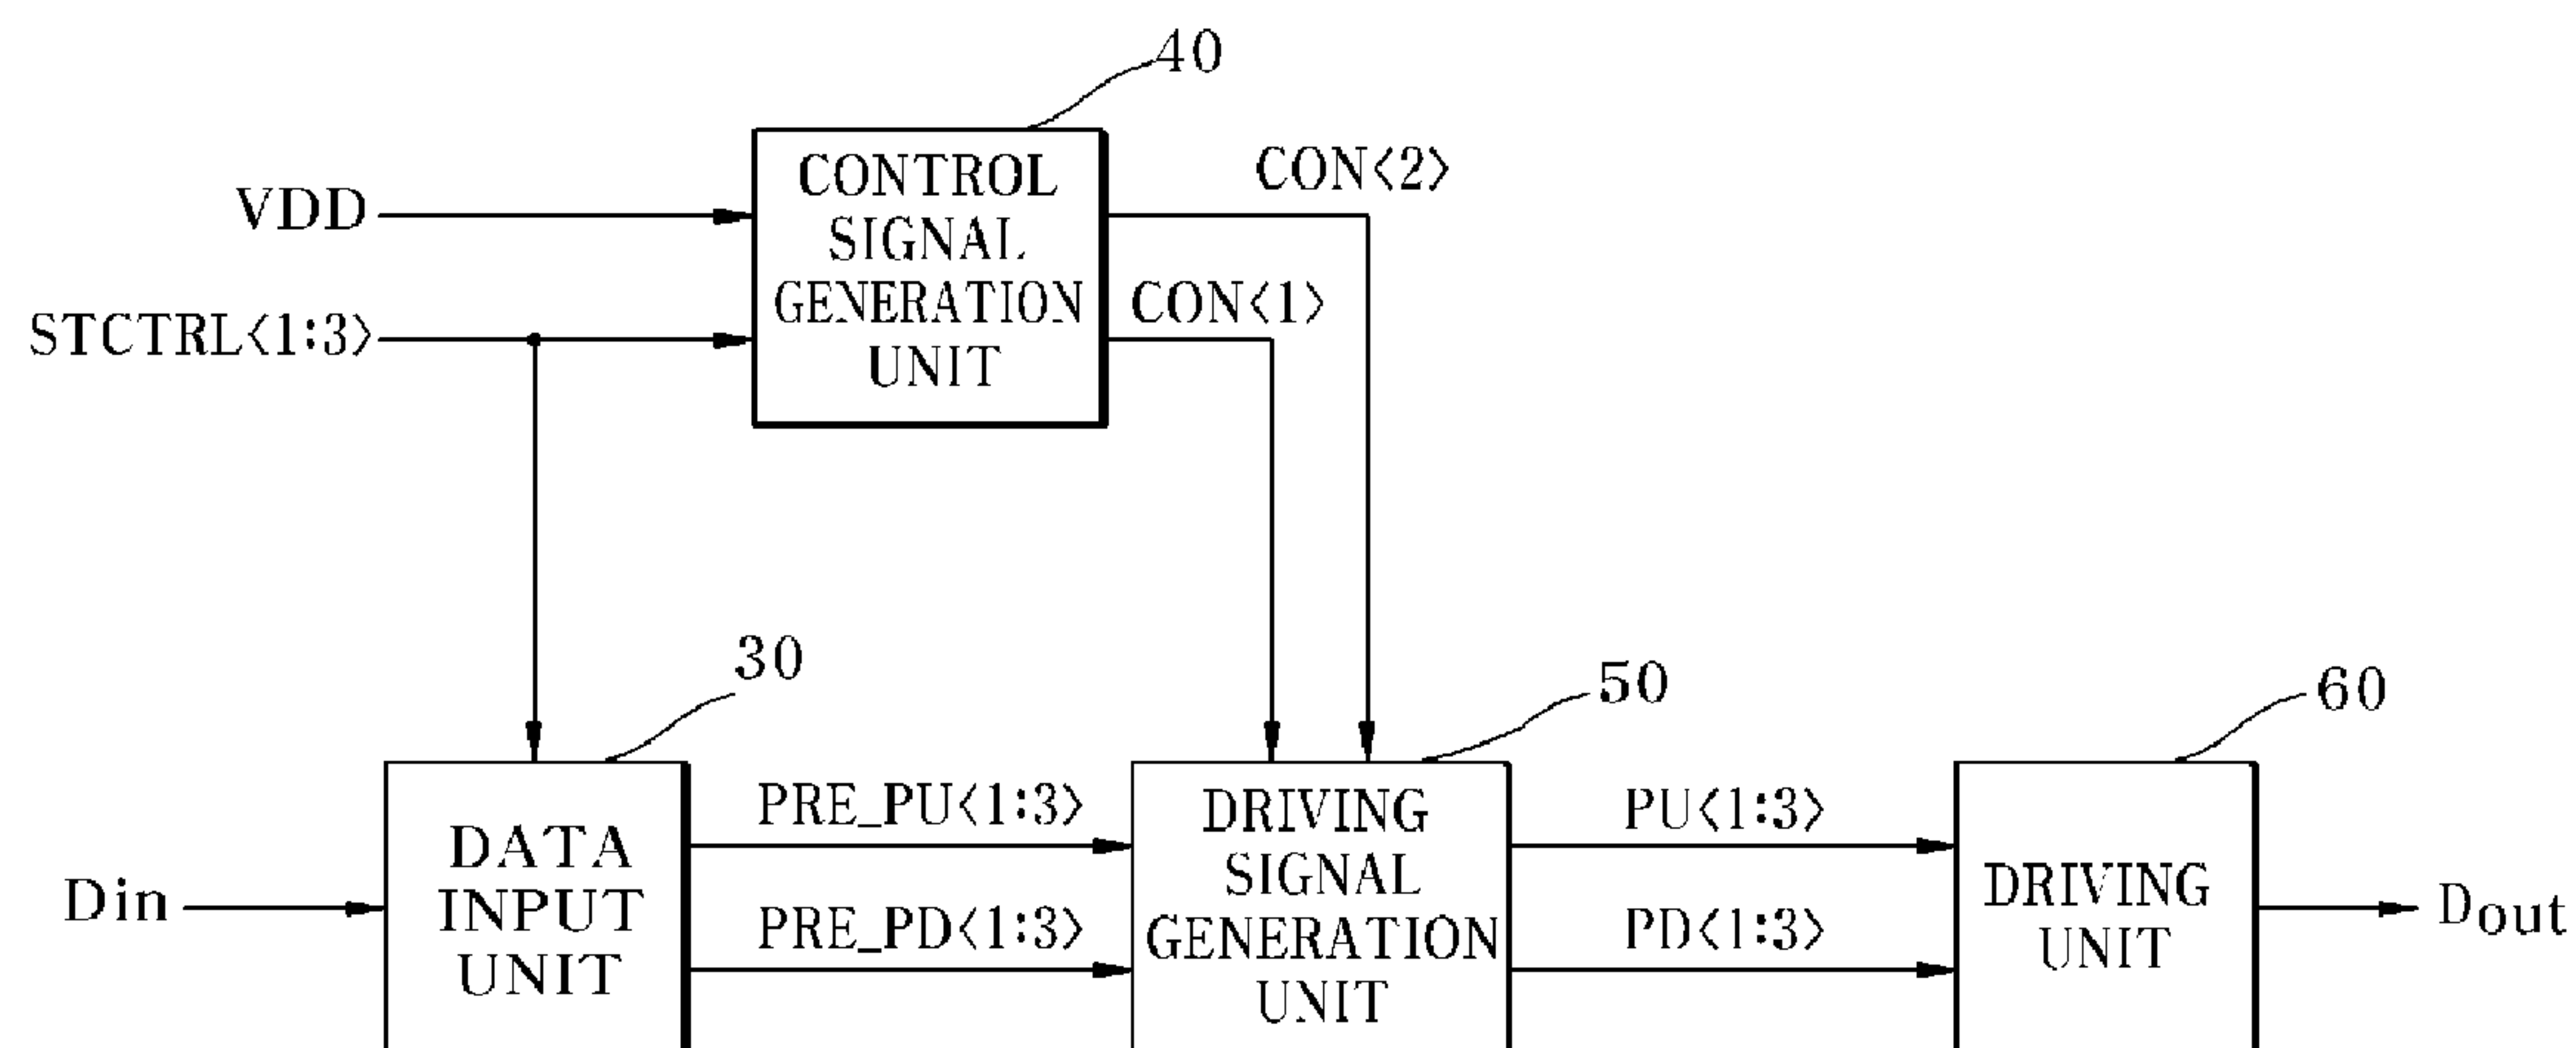 40
CONTROL
SIGNAL
GENERATION
UNIT
VDD
STCTRL<1:3>
CON<2>
CON<1>
30
50
60
Din
DATA
INPUT
UNIT
PRE_PU<1:3>
PRE_PD<1:3>
DRIVING
SIGNAL
GENERATION
UNIT
PU<1:3>
PD<1:3>
DRIVING
UNIT
Dout